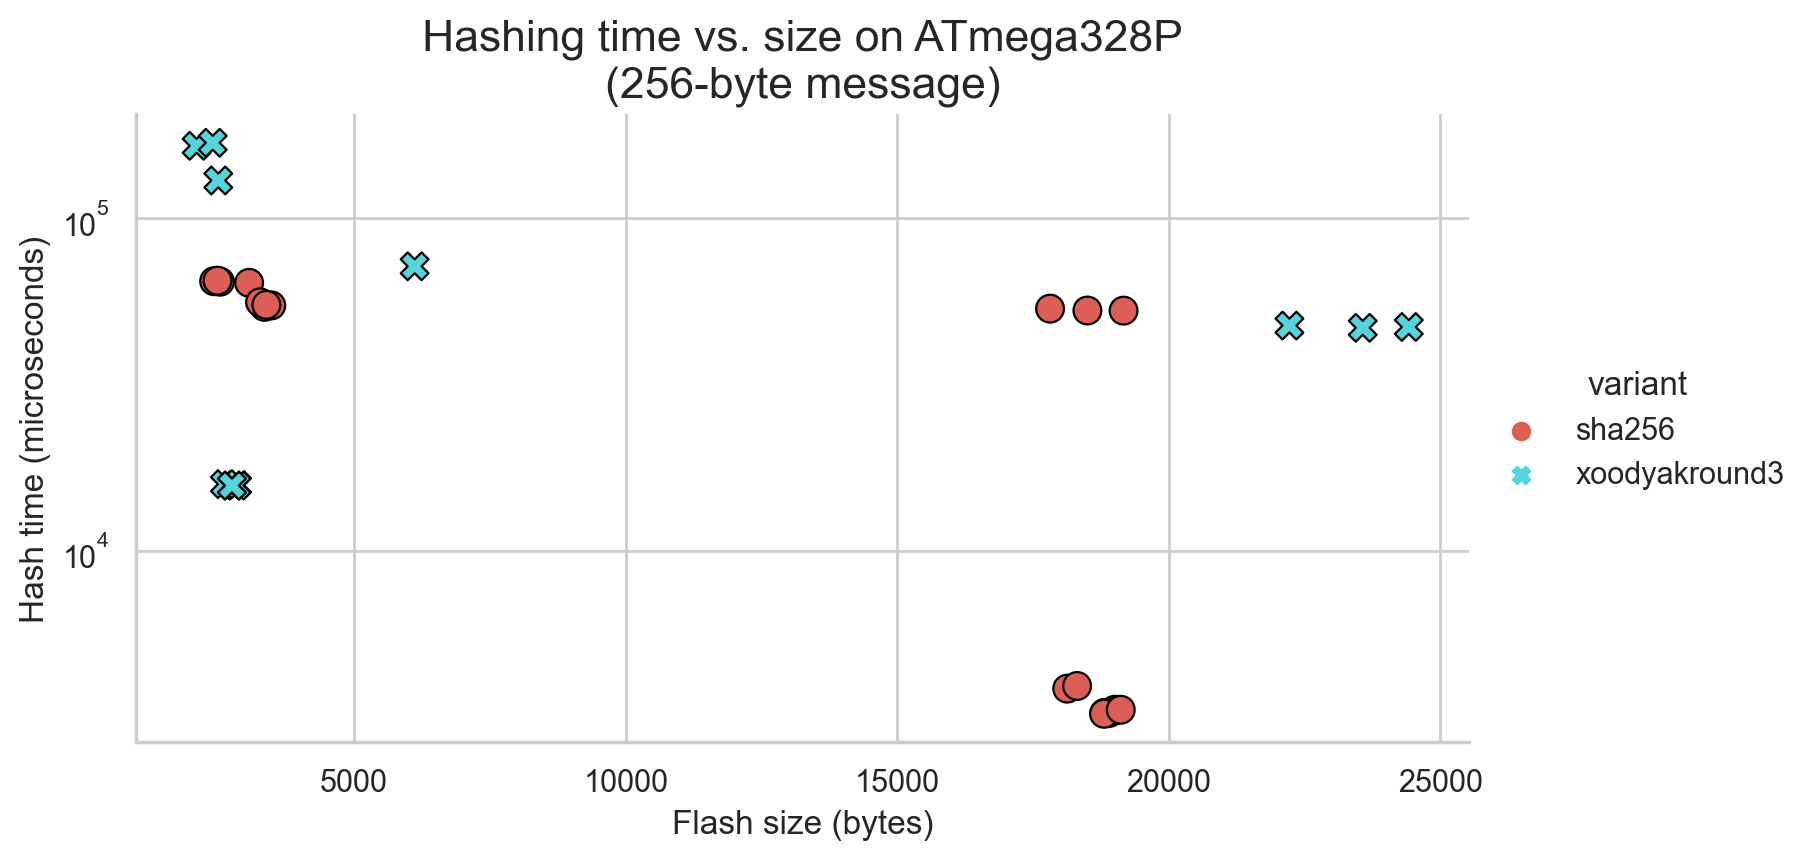 Hashing time vs. size on ATmega328P
(256-byte message)
Hash time (microseconds)
10^5
10^4
5000
10000
15000
20000
25000
Flash size (bytes)
variant
sha256
xoodyakround3